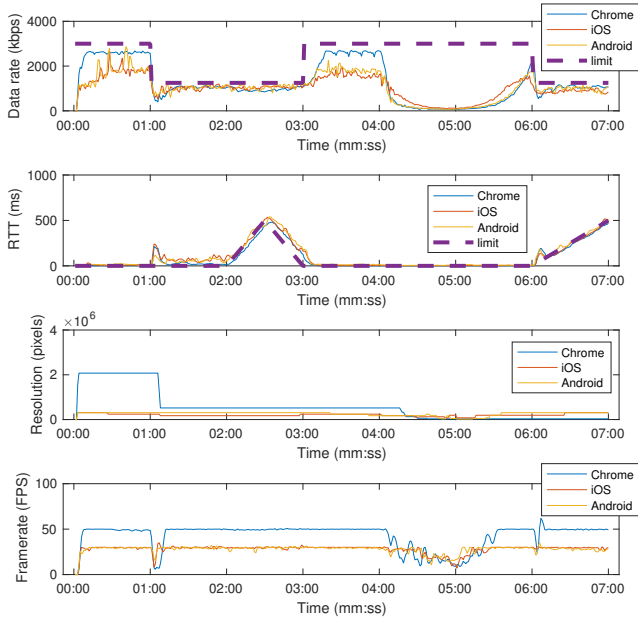 4000
2000
0
Data rate (kbps)
00:00 01:00 02:00 03:00 04:00 05:00 06:00 07:00
Time (mm:ss)
Chrome
iOS
Android
limit
1000
500
0
RTT (ms)
00:00 01:00 02:00 03:00 04:00 05:00 06:00 07:00
Time (mm:ss)
Chrome
iOS
Android
limit
× 10^6
4
2
0
Resolution (pixels)
00:00 01:00 02:00 03:00 04:00 05:00 06:00 07:00
Time (mm:ss)
Chrome
iOS
Android
100
50
0
Framerate (FPS)
00:00 01:00 02:00 03:00 04:00 05:00 06:00 07:00
Time (mm:ss)
Chrome
iOS
Android